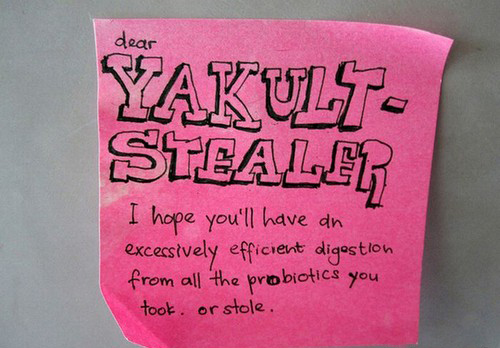 dear
YAKULT-
STEALER
I hope you'll have an
excessively efficient digestion
from all the probiotics you
took. or stole.